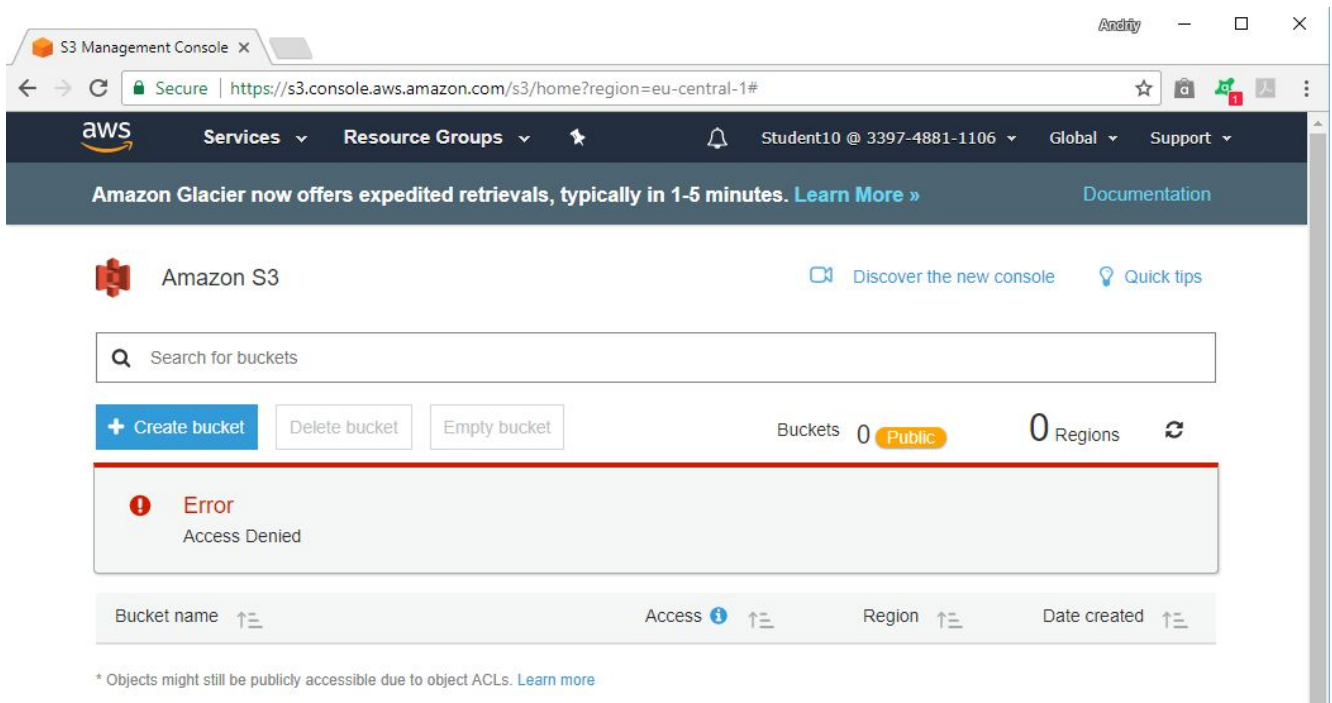 Andriy
S3 Management Console
Secure | https://s3.console.aws.amazon.com/s3/home?region=eu-central-1#
1
aws Services Resource Groups Student10 @ 3397-4881-1106 Global Support
Amazon Glacier now offers expedited retrievals, typically in 1-5 minutes. Learn More » Documentation
Amazon S3 Discover the new console Quick tips
Search for buckets
+ Create bucket Delete bucket Empty bucket Buckets 0 Public 0 Regions
Error
Access Denied
Bucket name Access Region Date created
* Objects might still be publicly accessible due to object ACLs. Learn more